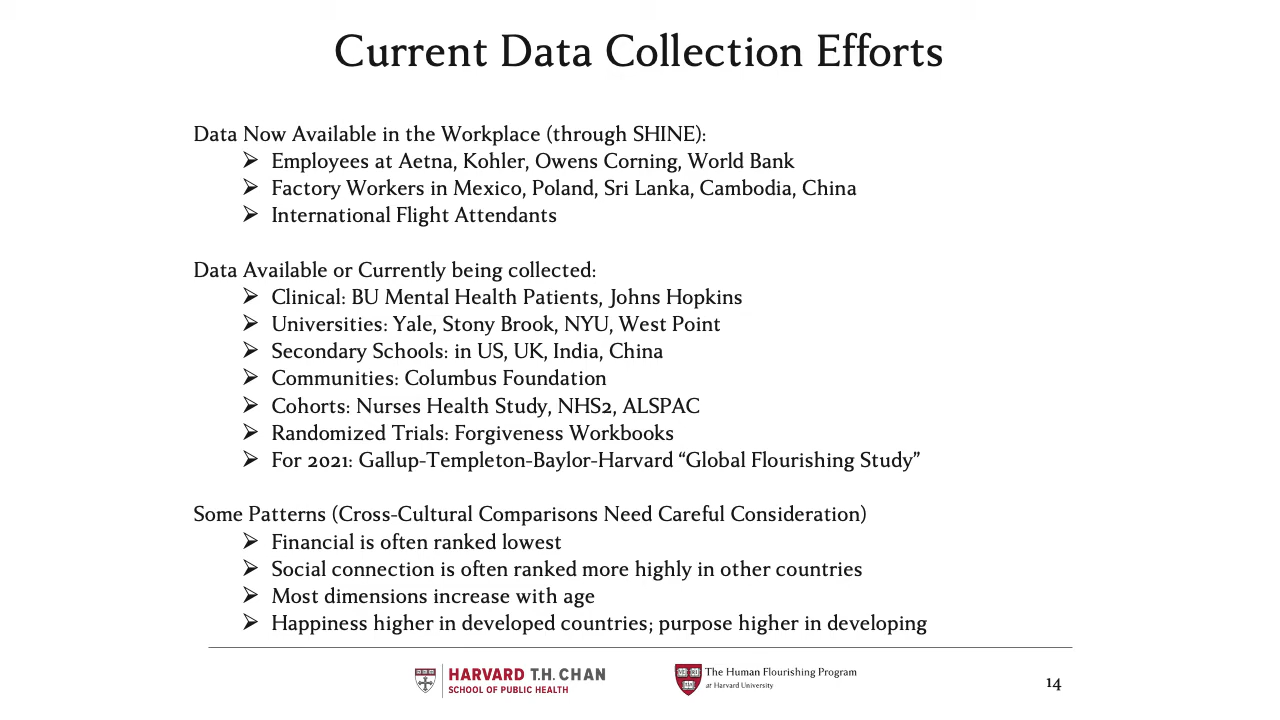 Current Data Collection Efforts
Data Now Available in the Workplace (through SHINE):
➢ Employees at Aetna, Kohler, Owens Corning, World Bank
➢ Factory Workers in Mexico, Poland, Sri Lanka, Cambodia, China
➢ International Flight Attendants
Data Available or Currently being collected:
➢ Clinical: BU Mental Health Patients, Johns Hopkins
➢ Universities: Yale, Stony Brook, NYU, West Point
➢ Secondary Schools: in US, UK, India, China
➢ Communities: Columbus Foundation
➢ Cohorts: Nurses Health Study, NHS2, ALSPAC
➢ Randomized Trials: Forgiveness Workbooks
➢ For 2021: Gallup-Templeton-Baylor-Harvard “Global Flourishing Study”
Some Patterns (Cross-Cultural Comparisons Need Careful Consideration)
➢ Financial is often ranked lowest
➢ Social connection is often ranked more highly in other countries
➢ Most dimensions increase with age
➢ Happiness higher in developed countries; purpose higher in developing
HARVARD T.H. CHAN
SCHOOL OF PUBLIC HEALTH
The Human Flourishing Program
at Harvard University
14